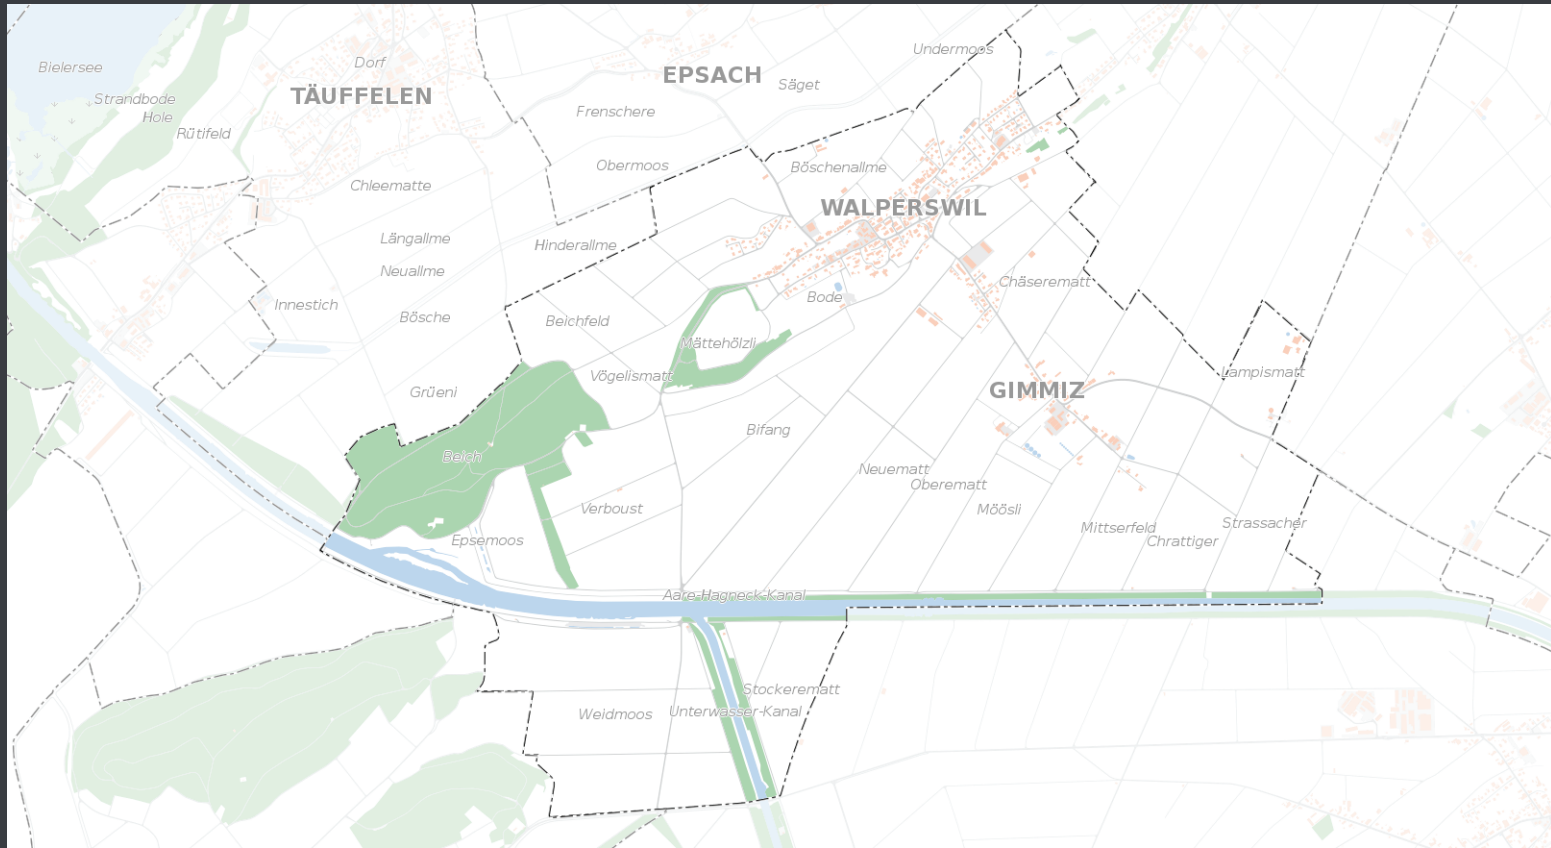 Undermoos
Dorf
Bielersee
EPSACH
Säget
TÄUFFELEN
Strandbode
Hole
Frenschere
Rütifeld
Obermoos
Böschenallme
Chleematte
WALPERSWIL
Längallme
Hinderallme
Neuallme
Chäserematt
Bode
Innestich
Bösche
Beichfeld
Mättehölzli
Lampismatt
Vögelismatt
Grüeni
GIMMIZ
Bifang
Beich
Neuematt
Oberematt
Verboust
Möösli
Strassacher
Mittserfeld
Epsemoos
Chrattiger
Aare-Hagneck-Kanal
Stockerematt
Weidmoos
Unterwasser-Kanal